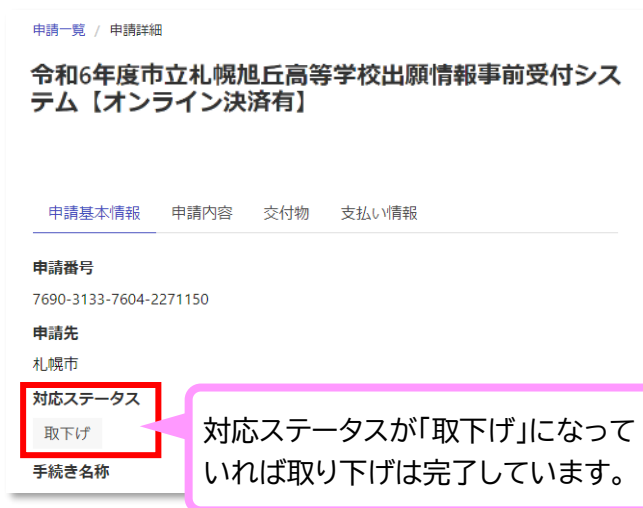 申請一覧 / 申請詳細
令和6年度市立札幌旭丘高等学校出願情報事前受付シス
テム【オンライン決済有】
申請基本情報 申請内容 交付物 支払い情報
申請番号
7690-3133-7604-2271150
申請先
札幌市
対応ステータス
取下げ
対応ステータスが「取下げ」になって
いれば取り下げは完了しています。
手続き名称